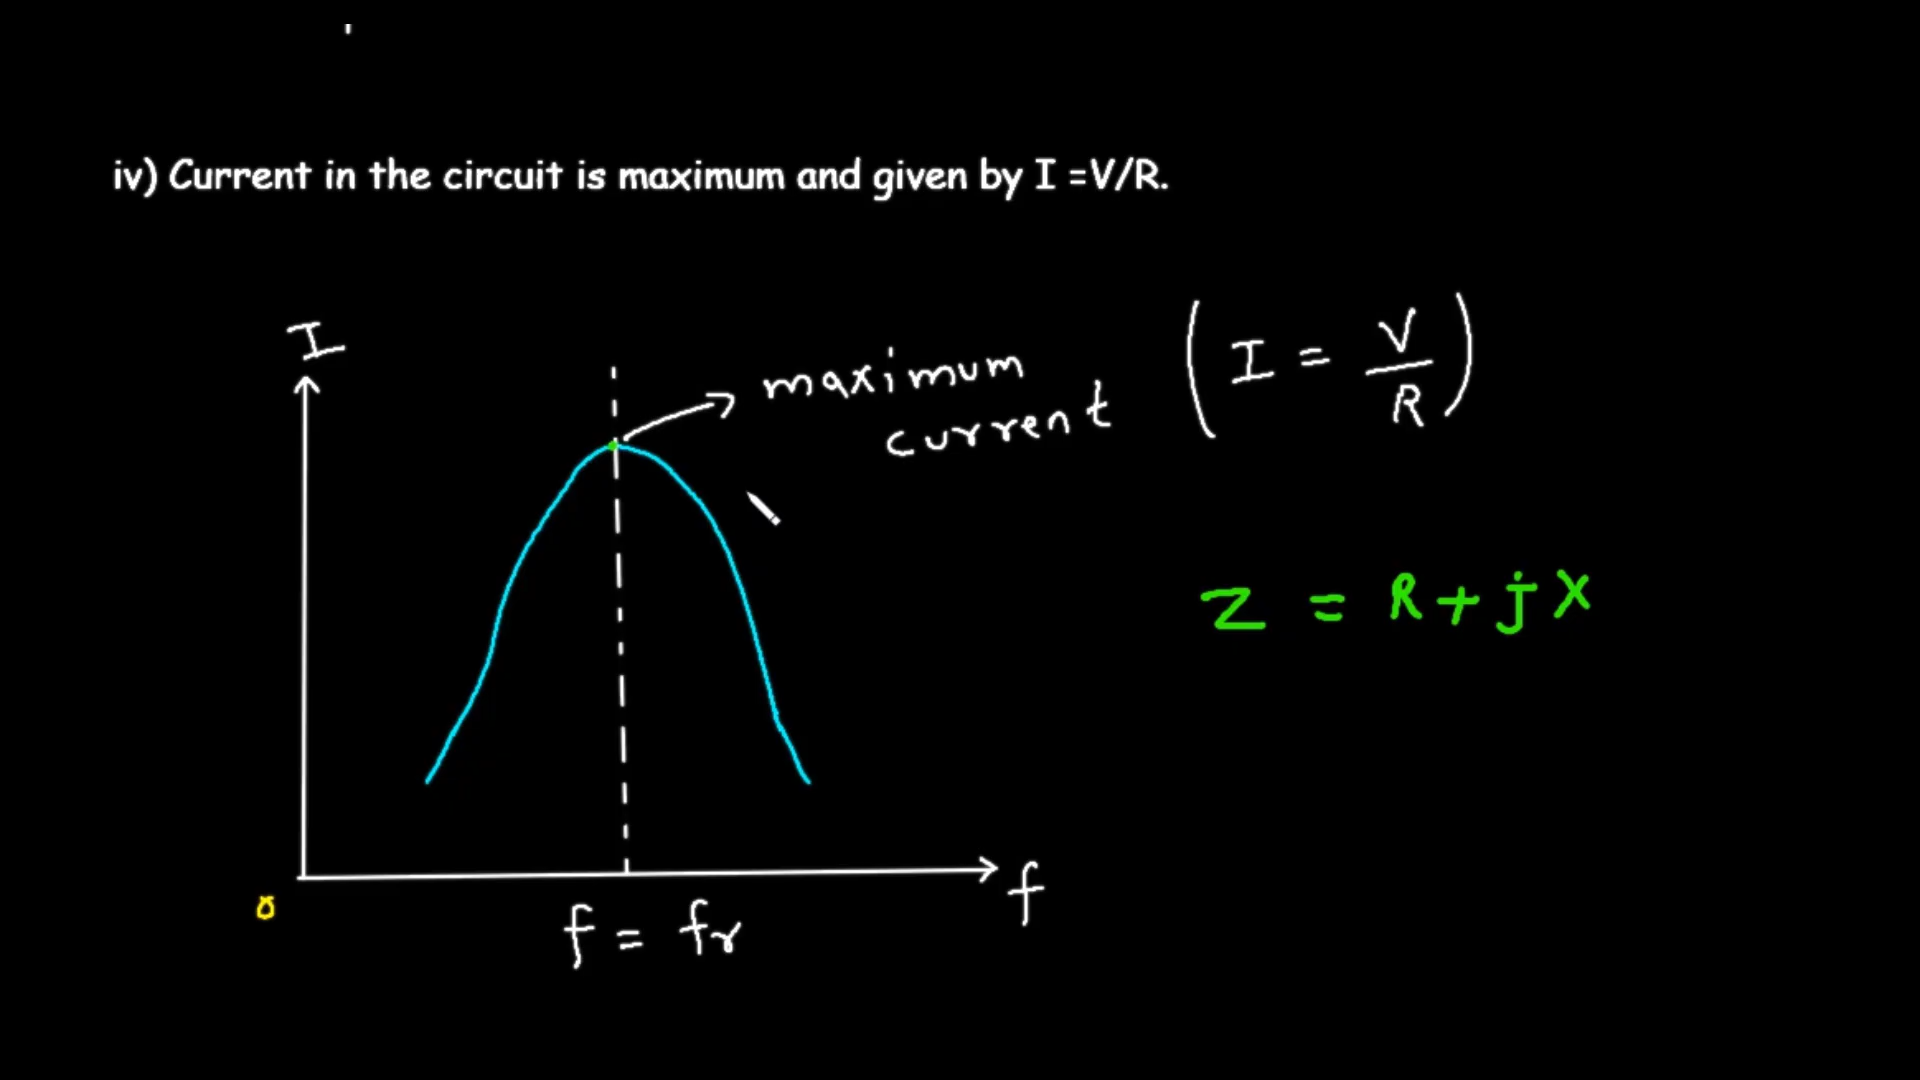 iv) Current in the circuit is maximum and given by I =V/R.
I
maximum
current
( I = V/R )
Z = R + jX
f
0
f = fr